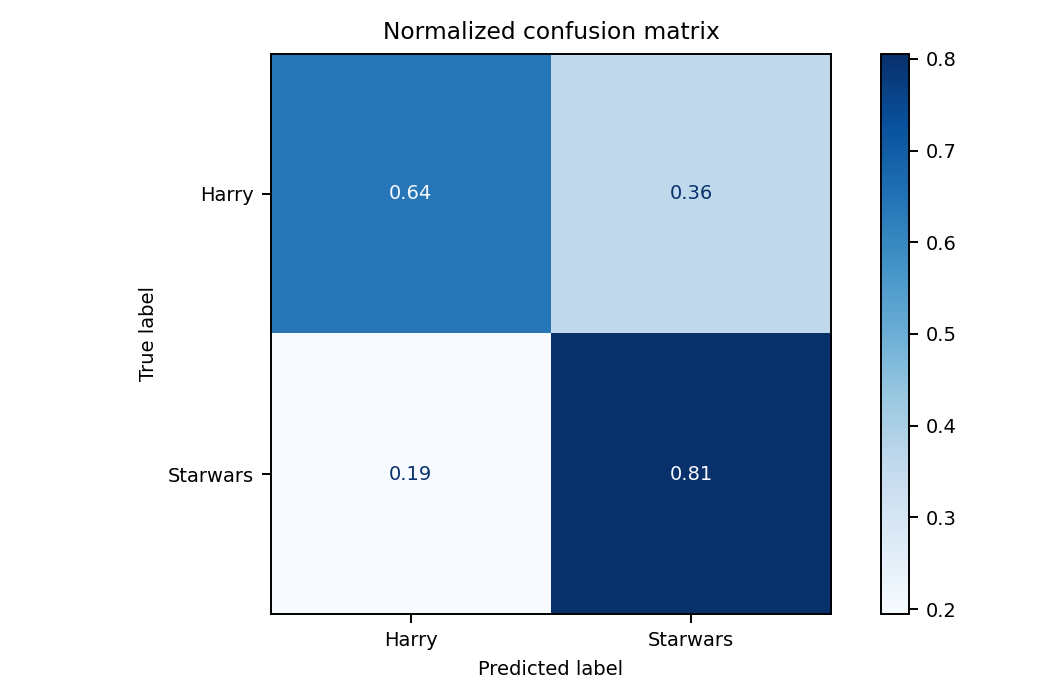 Normalized confusion matrix
Harry
Starwars
True label
0.64
0.36
0.19
0.81
Harry
Starwars
Predicted label
0.8
0.7
0.6
0.5
0.4
0.3
0.2